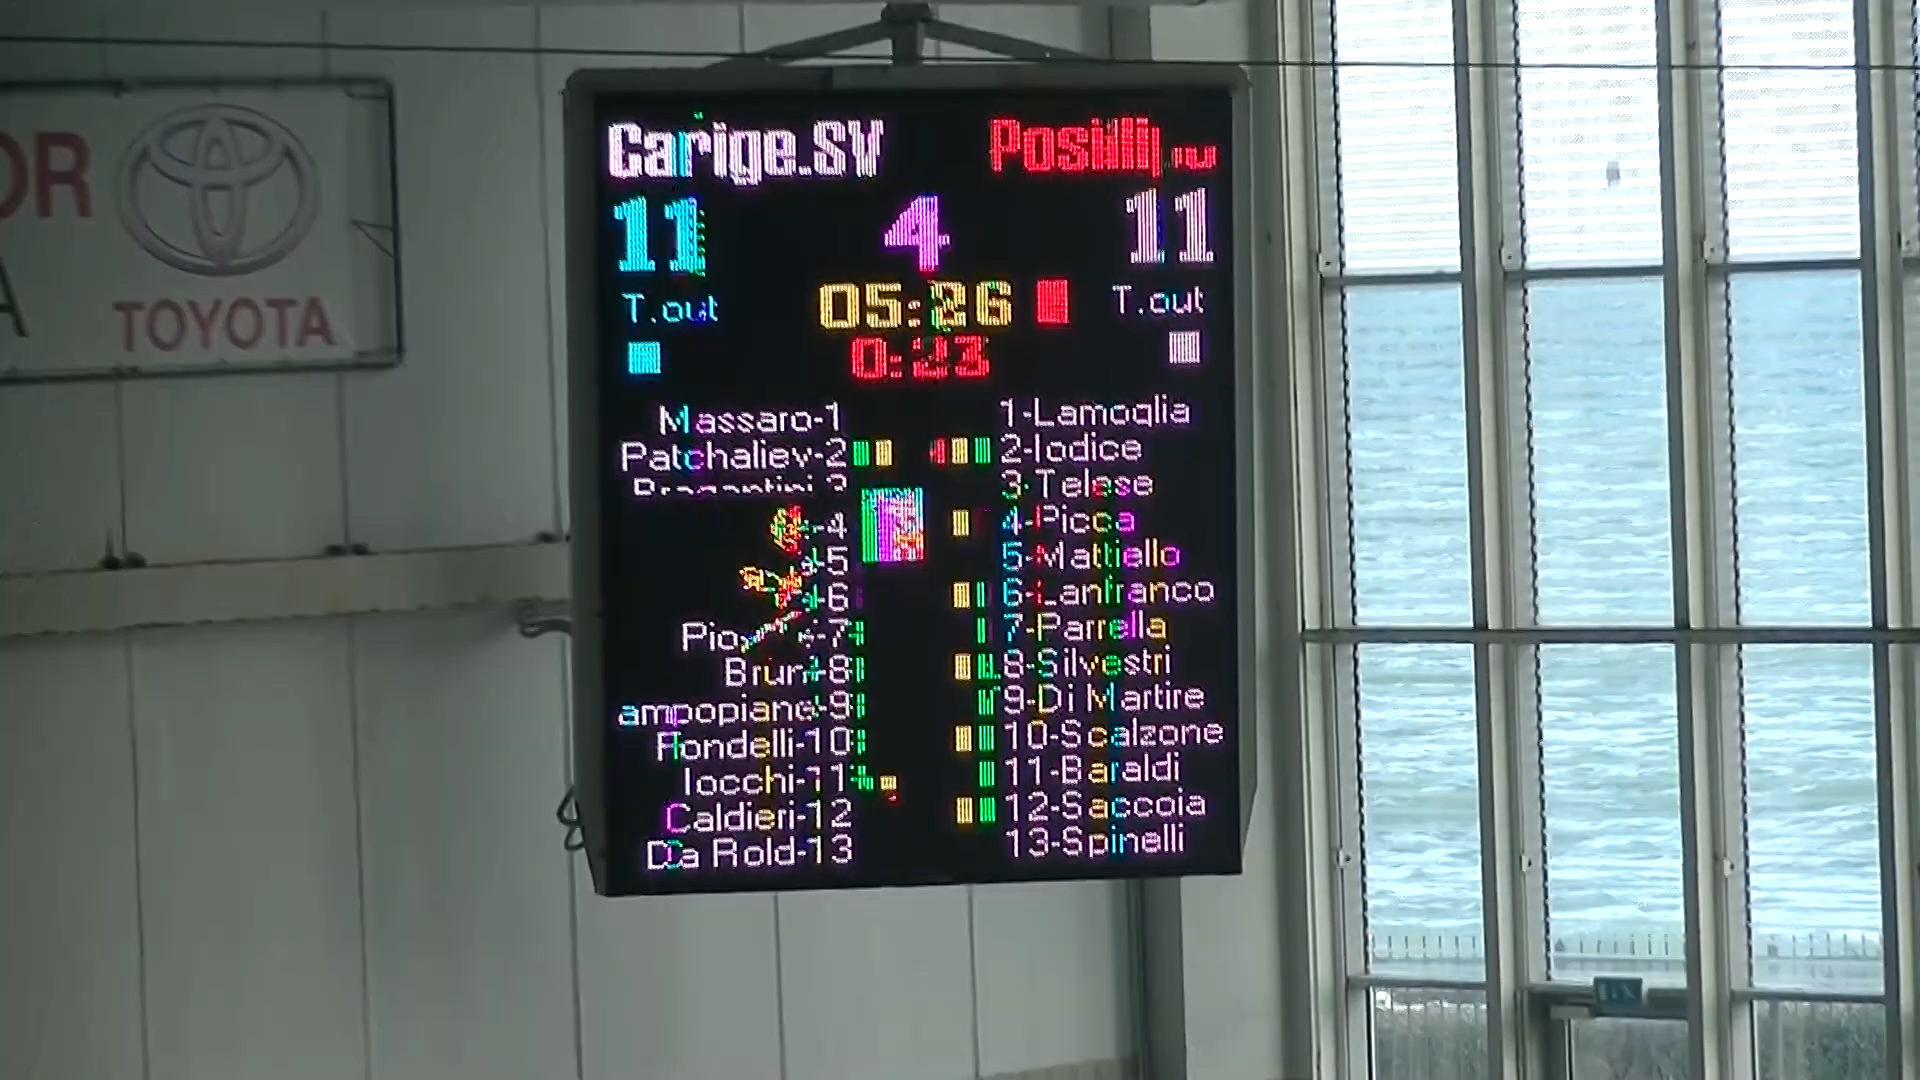 OR
A
TOYOTA
Carige.SV
11
4
11
T.out
05:26
T.out
0:23
Massaro-1
1-Lamoglia
Patchaliev-2
2-Iodice
3-Telese
-4
4-Picca
-5
5-Mattiello
-6
6-Lanfranco
-7
7-Parrella
8-Silvestri
ampopiano-9
9-Di Martire
Fondelli-10
10-Scalzone
Iocchi-11
11-Baraldi
Caldieri-12
12-Saccoia
Da Rold-13
13-Spinelli